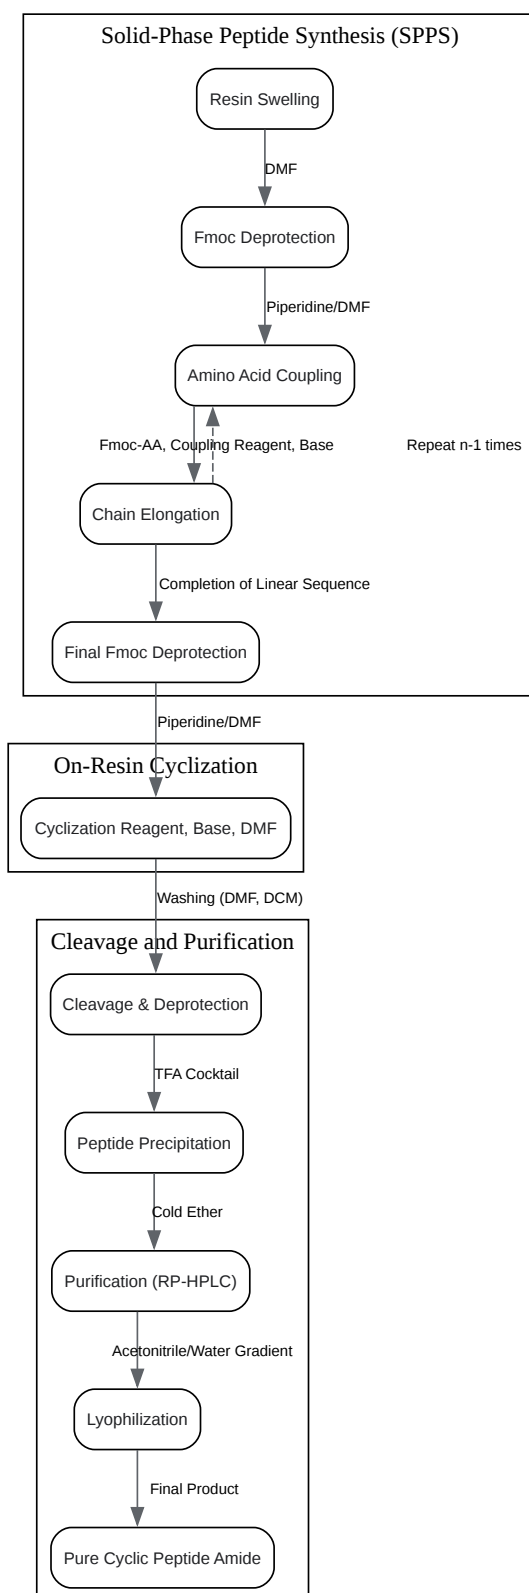 Solid-Phase Peptide Synthesis (SPPS)
Resin Swelling
DMF
Fmoc Deprotection
Piperidine/DMF
Amino Acid Coupling
Fmoc-AA, Coupling Reagent, Base
Repeat n-1 times
Chain Elongation
Completion of Linear Sequence
Final Fmoc Deprotection
Piperidine/DMF
On-Resin Cyclization
Cyclization Reagent, Base, DMF
Washing (DMF, DCM)
Cleavage and Purification
Cleavage & Deprotection
TFA Cocktail
Peptide Precipitation
Cold Ether
Purification (RP-HPLC)
Acetonitrile/Water Gradient
Lyophilization
Final Product
Pure Cyclic Peptide Amide